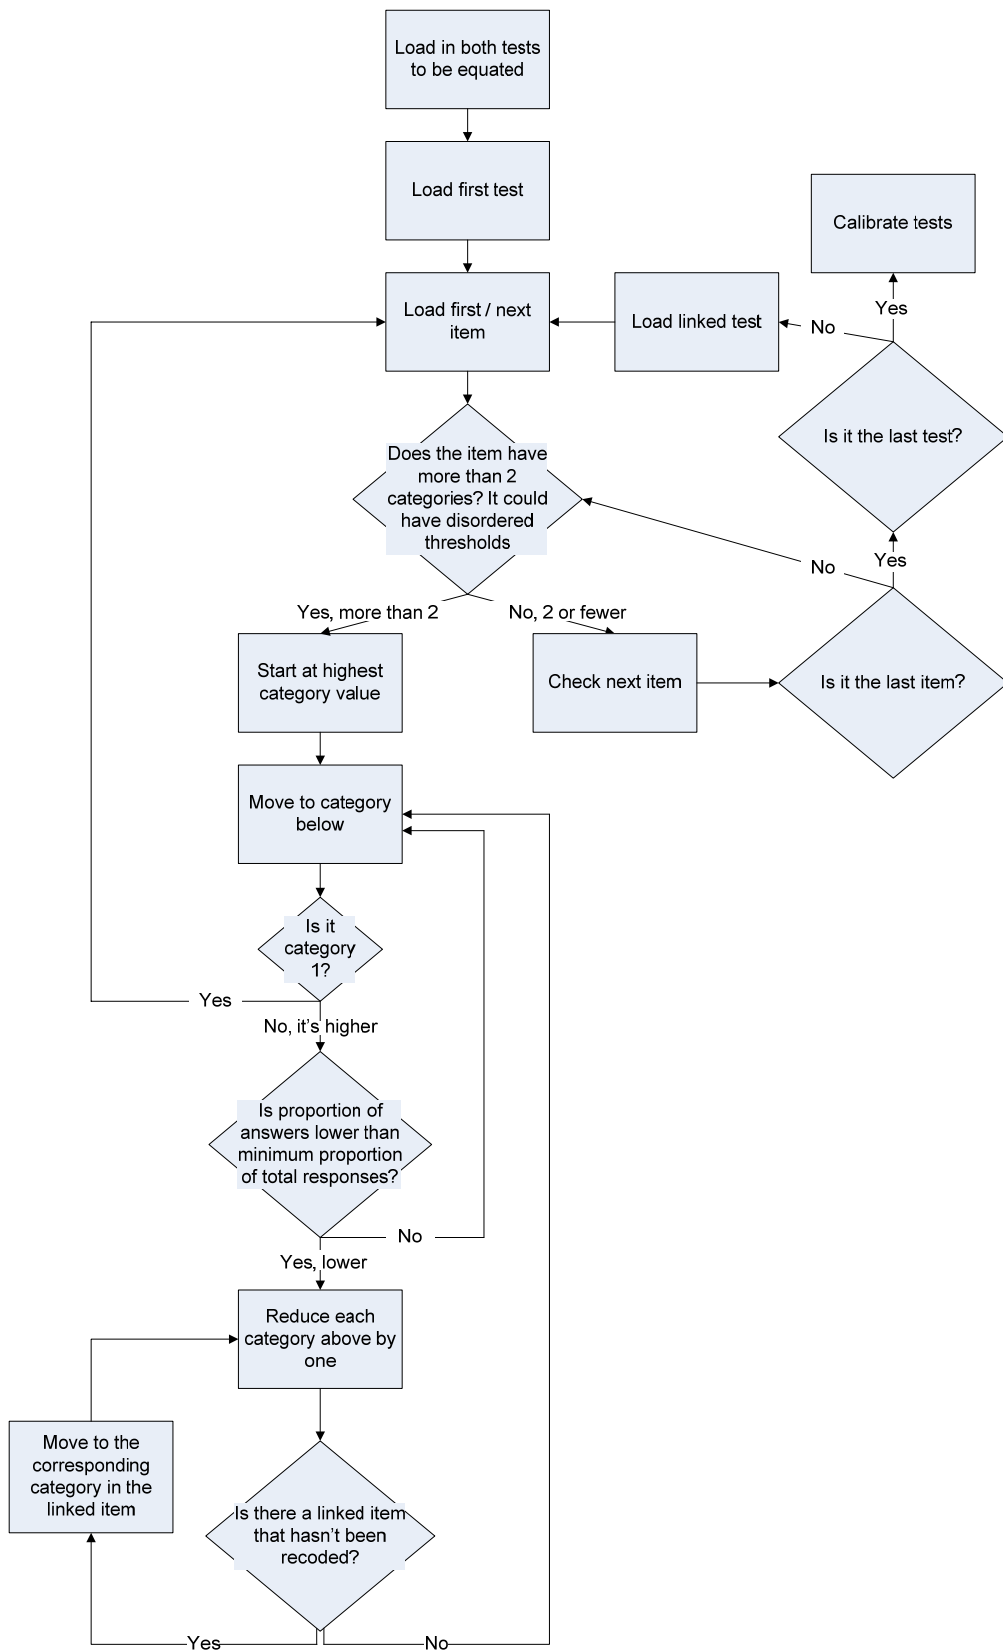 Load in both tests
to be equated
Load first test
Calibrate tests
Load first / next
item
Load linked test
No
Yes
Is it the last test?
Does the item have
more than 2
categories? It could
have disordered
thresholds
No
Yes
Yes, more than 2
No, 2 or fewer
Start at highest
category value
Check next item
Is it the last item?
Move to category
below
Is it
category
1?
Yes
No, it's higher
Is proportion of
answers lower than
minimum proportion
of total responses?
No
Yes, lower
Reduce each
category above by
one
Move to the
corresponding
category in the
linked item
Is there a linked item
that hasn't been
recoded?
Yes
No